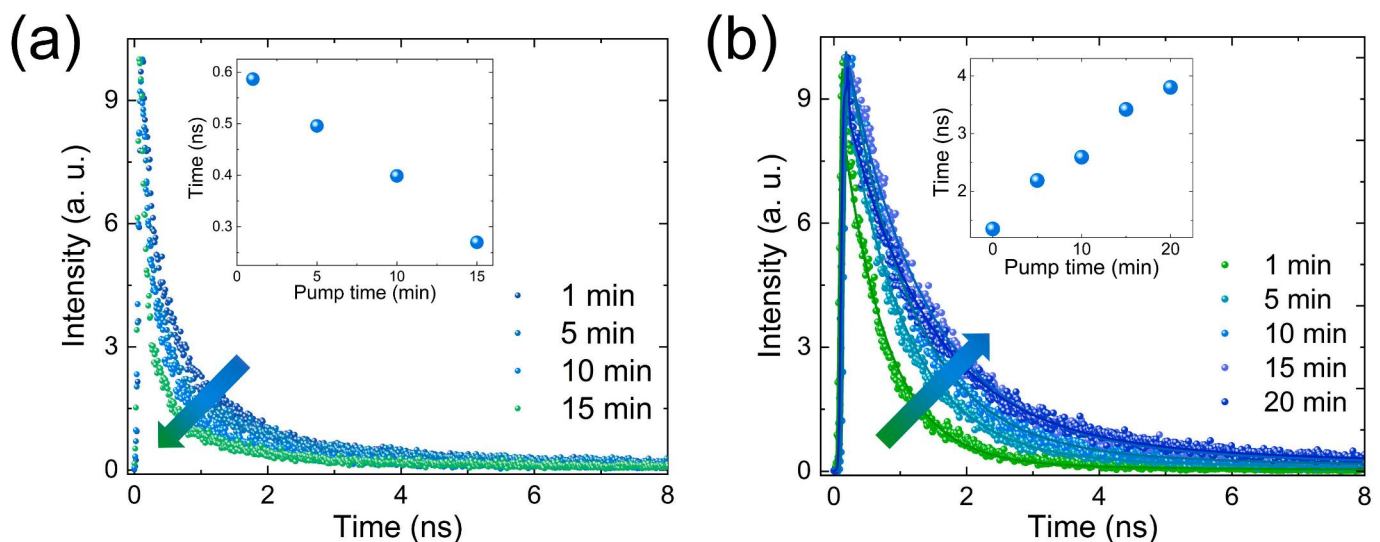 (a)
Intensity (a. u.)
9
6
3
0
0 2 4 6 8
Time (ns)
Time (ns)
0.6
0.5
0.4
0.3
0 5 10 15
Pump time (min)
1 min
5 min
10 min
15 min
(b)
Intensity (a. u.)
9
6
3
0
0 2 4 6 8
Time (ns)
Time (ns)
4
3
2
0 5 10 15 20
Pump time (min)
1 min
5 min
10 min
15 min
20 min